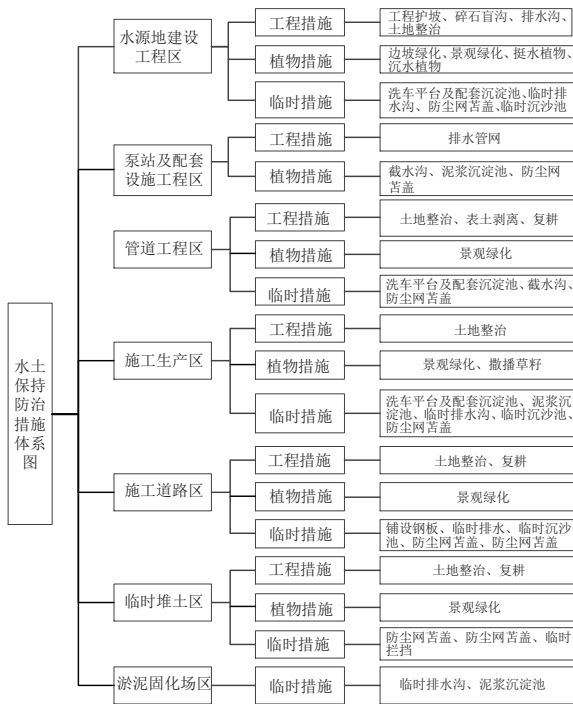 水土
保持
防治
措施
体系
图
水源地建设
工程区
工程措施
工程护坡、碎石盲沟、排水沟、
土地整治
植物措施
边坡绿化、景观绿化、挺水植物、
沉水植物
临时措施
洗车平台及配套沉淀池、临时排
水沟、防尘网苫盖、临时沉沙池
泵站及配套
设施工程区
工程措施
排水管网
植物措施
截水沟、泥浆沉淀池、防尘网
苫盖
管道工程区
工程措施
土地整治、表土剥离、复耕
植物措施
景观绿化
临时措施
洗车平台及配套沉淀池、截水沟、
防尘网苫盖
施工生产区
工程措施
土地整治
植物措施
景观绿化、撒播草籽
临时措施
洗车平台及配套沉淀池、泥浆沉
淀池、临时排水沟、临时沉沙池、
防尘网苫盖
施工道路区
工程措施
土地整治、复耕
植物措施
景观绿化
临时措施
铺设钢板、临时排水、临时沉沙
池、防尘网苫盖、防尘网苫盖
临时堆土区
工程措施
土地整治、复耕
植物措施
景观绿化
临时措施
防尘网苫盖、防尘网苫盖、临时
拦挡
淤泥固化场区
临时措施
临时排水沟、泥浆沉淀池